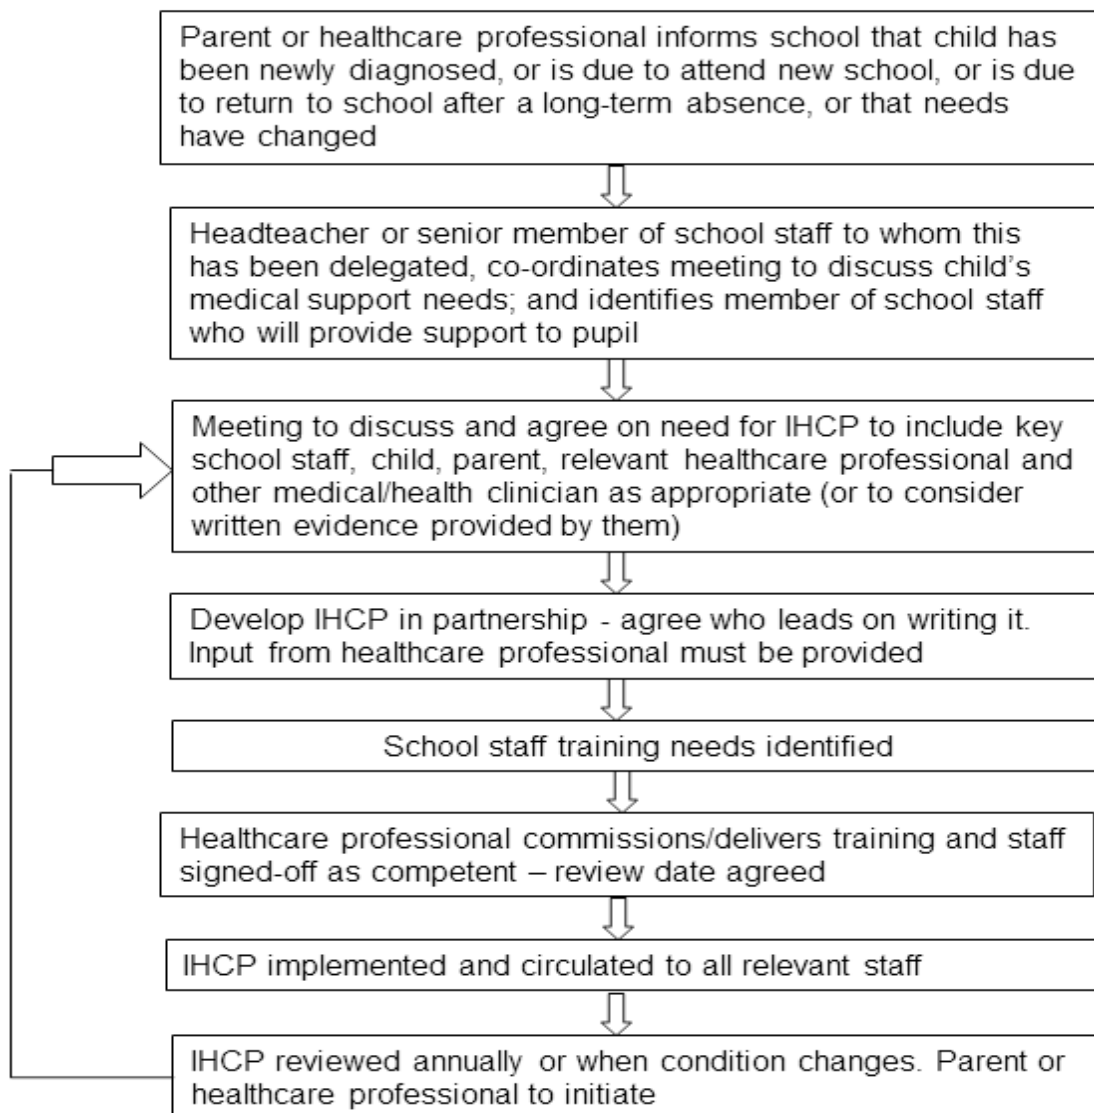 Parent or healthcare professional informs school that child has
been newly diagnosed, or is due to attend new school, or is due
to return to school after a long-term absence, or that needs
have changed
Headteacher or senior member of school staff to whom this
has been delegated, co-ordinates meeting to discuss child's
medical support needs; and identifies member of school staff
who will provide support to pupil
Meeting to discuss and agree on need for IHCP to include key
school staff, child, parent, relevant healthcare professional and
other medical/health clinician as appropriate (or to consider
written evidence provided by them)
Develop IHCP in partnership - agree who leads on writing it.
Input from healthcare professional must be provided
School staff training needs identified
Healthcare professional commissions/delivers training and staff
signed-off as competent – review date agreed
IHCP implemented and circulated to all relevant staff
IHCP reviewed annually or when condition changes. Parent or
healthcare professional to initiate